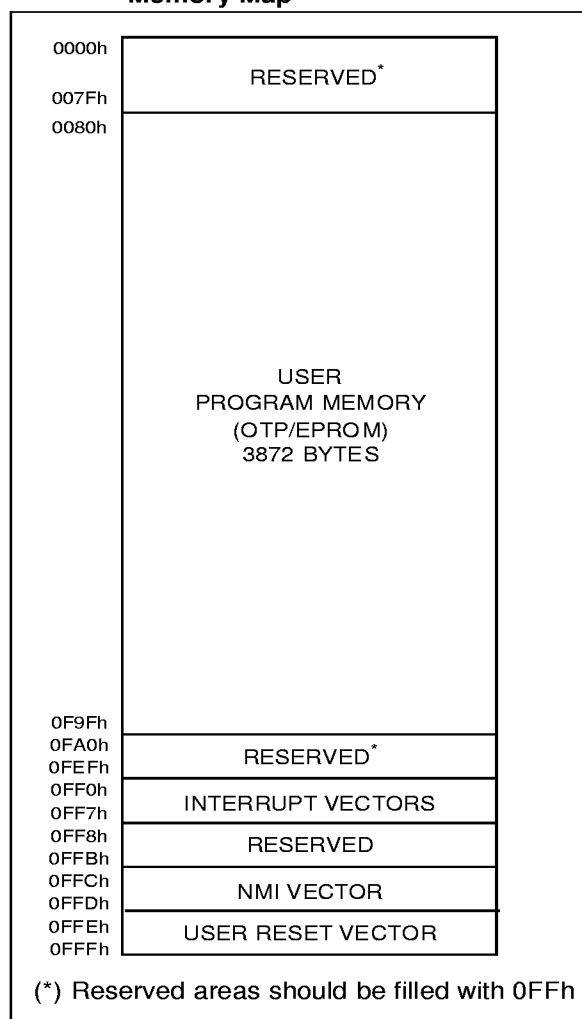 Memory Map
0000h
RESERVED*
007Fh
0080h
USER
PROGRAM MEMORY
(OTP/EPROM)
3872 BYTES
0F9Fh
0FA0h
RESERVED*
0FEFh
0FF0h
INTERRUPT VECTORS
0FF7h
0FF8h
RESERVED
0FFBh
0FFCh
NMI VECTOR
0FFDh
0FFEh
USER RESET VECTOR
0FFFh
(*) Reserved areas should be filled with 0FFh